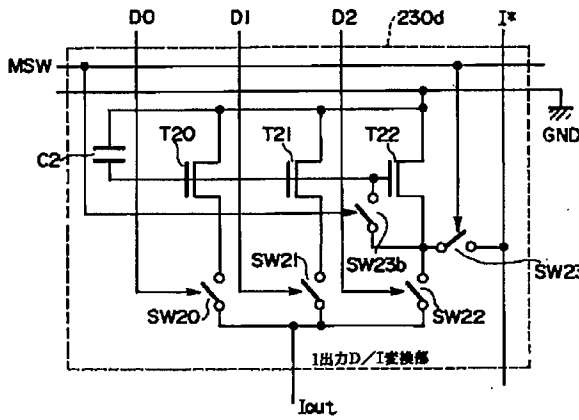 D0 D1 D2 230d I*
MSW
GND
T20 T21 T22
C2
SW23b
SW23
SW21
SW20
SW22
1出力D/I変換部
Iout